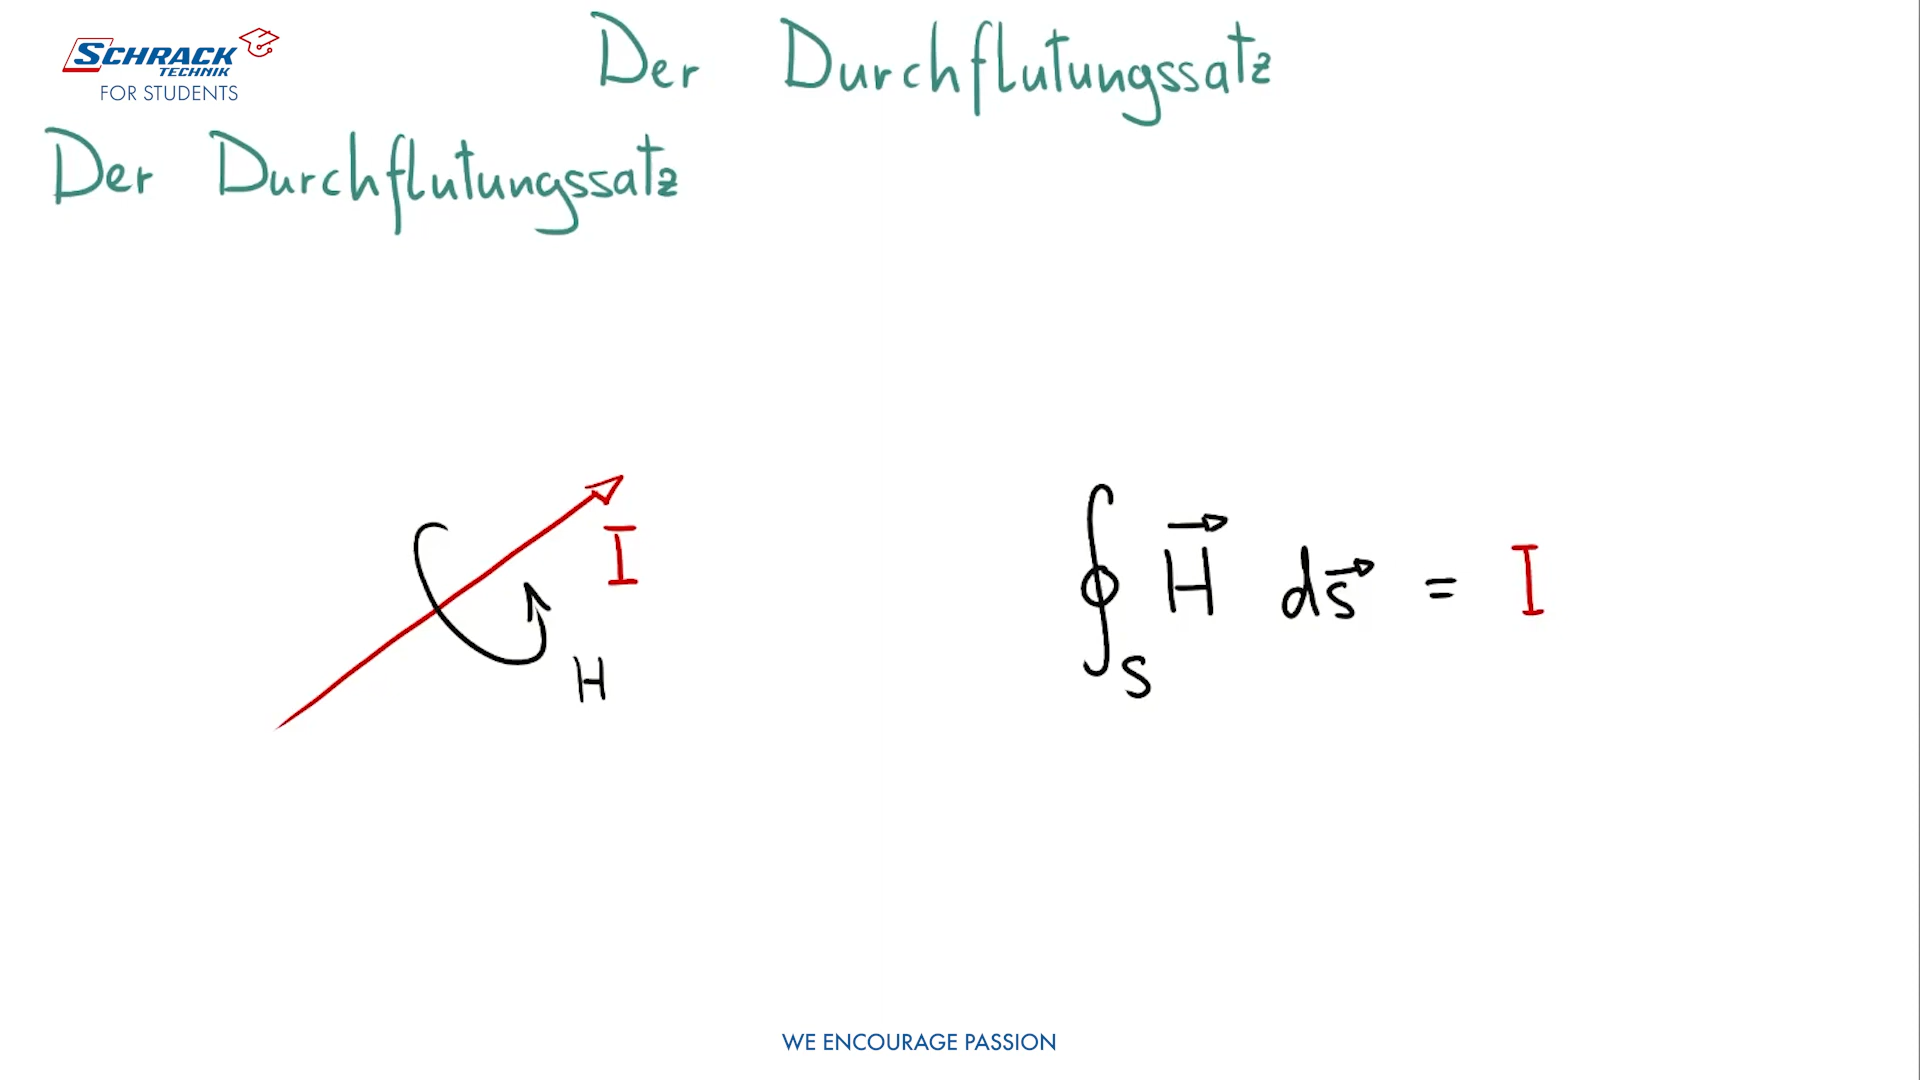 SCHRACK
TECHNIK
FOR STUDENTS
Der Durchflutungssatz
Der Durchflutungssatz
I
H
∮ₛ H⃗ ds⃗ = I
WE ENCOURAGE PASSION